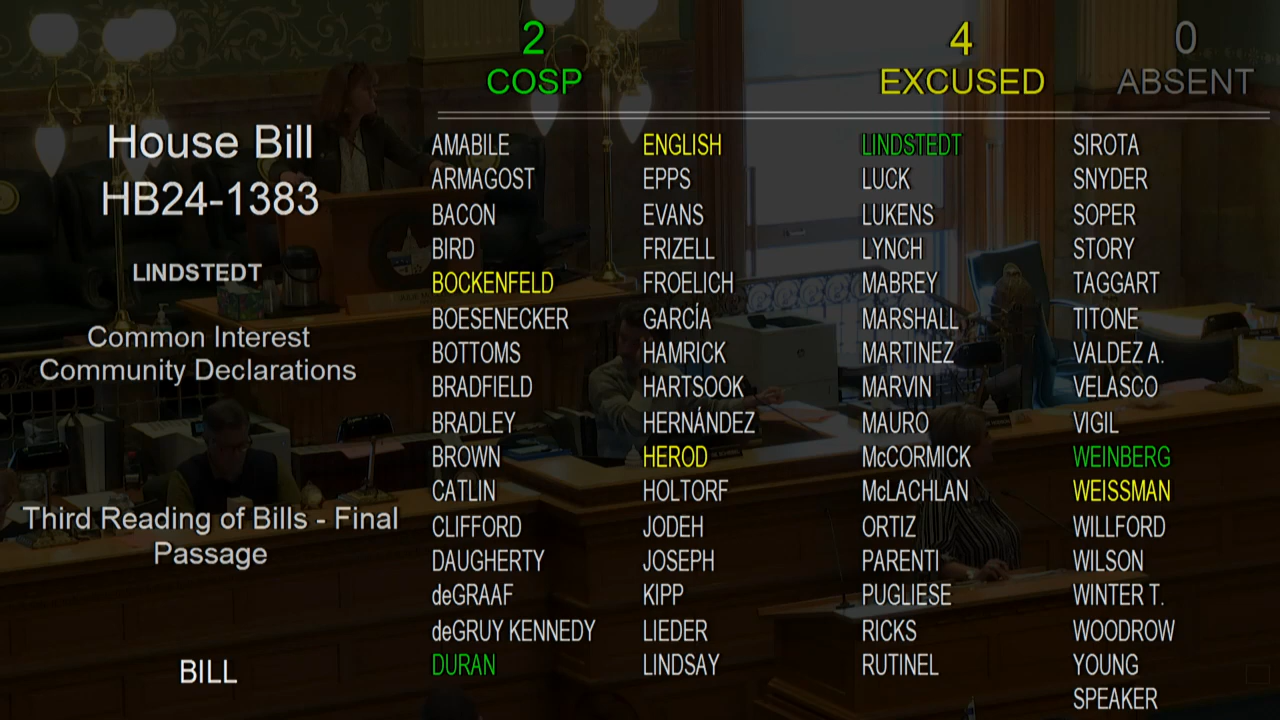 2
COSP
4
EXCUSED
0
ABSENT
House Bill
HB24-1383
LINDSTEDT
Common Interest
Community Declarations
Third Reading of Bills - Final
Passage
BILL
AMABILE
ARMAGOST
BACON
BIRD
BOCKENFELD
BOESENECKER
BOTTOMS
BRADFIELD
BRADLEY
BROWN
CATLIN
CLIFFORD
DAUGHERTY
deGRAAF
deGRUY KENNEDY
DURAN
ENGLISH
EPPS
EVANS
FRIZELL
FROELICH
GARCÍA
HAMRICK
HARTSOOK
HERNÁNDEZ
HEROD
HOLTORF
JODEH
JOSEPH
KIPP
LIEDER
LINDSAY
LINDSTEDT
LUCK
LUKENS
LYNCH
MABREY
MARSHALL
MARTINEZ
MARVIN
MAURO
McCORMICK
McLACHLAN
ORTIZ
PARENTI
PUGLIESE
RICKS
RUTINEL
SIROTA
SNYDER
SOPER
STORY
TAGGART
TITONE
VALDEZ A.
VELASCO
VIGIL
WEINBERG
WEISSMAN
WILLFORD
WILSON
WINTER T.
WOODROW
YOUNG
SPEAKER